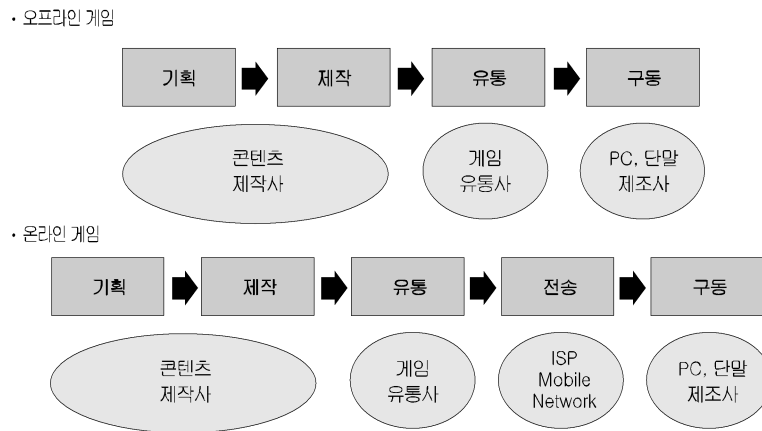 · 오프라인 게임
기획 제작 유통 구동
콘텐츠 제작사
게임 유통사
PC, 단말 제조사
· 온라인 게임
기획 제작 유통 전송 구동
콘텐츠 제작사
게임 유통사
ISP Mobile Network
PC, 단말 제조사